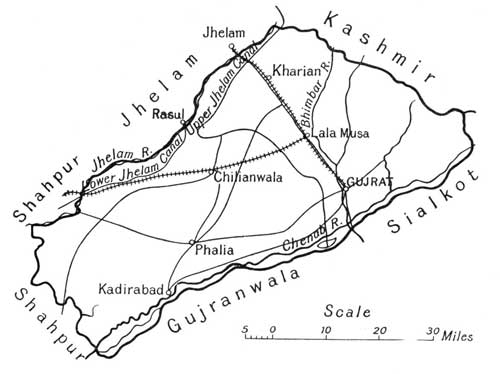 Jhelam
Kashmir
Jhelam
Kharian
Upper Jhelam Canal
Bhimbar R.
Rasul
Lala Musa
Jhelam R.
Shahpur
Lower Jhelam Canal
Chilianwala
GUJRAT
Sialkot
Chenab R.
Phalia
Kadirabad
Gujranwala
Shahpur
Scale
5 0 10 20 30 Miles